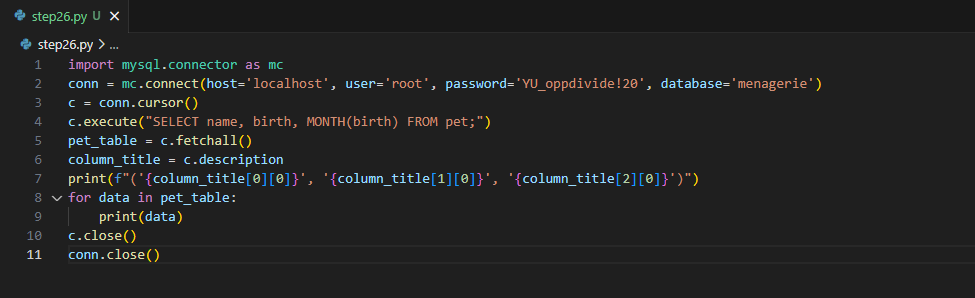 step26.py U
step26.py > ...
1 import mysql.connector as mc
2 conn = mc.connect(host='localhost', user='root', password='YU_oppdivide!20', database='menagerie')
3 c = conn.cursor()
4 c.execute("SELECT name, birth, MONTH(birth) FROM pet;")
5 pet_table = c.fetchall()
6 column_title = c.description
7 print(f"('{column_title[0][0]}', '{column_title[1][0]}', '{column_title[2][0]}')")
8 for data in pet_table:
9     print(data)
10 c.close()
11 conn.close()